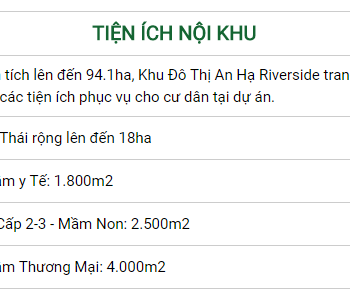 TIỆN ÍCH NỘI KHU
tích lên đến 94.1ha, Khu Đô Thị An Hạ Riverside
các tiện ích phục vụ cho cư dân tại dự án.
Thái rộng lên đến 18ha
y Tế: 1.800m2
Cấp 2-3 - Mầm Non: 2.500m2
Thương Mại: 4.000m2